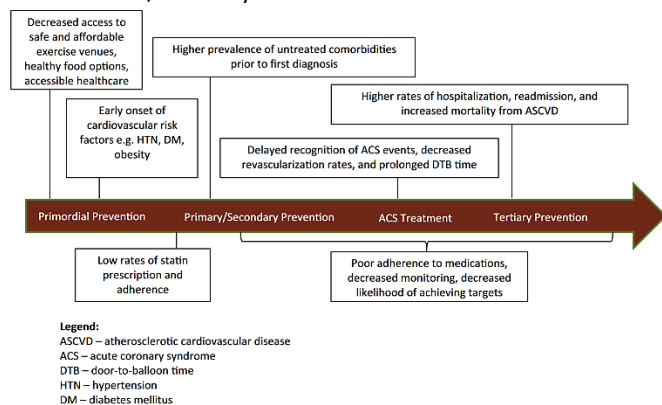 Decreased access to
safe and affordable
exercise venues,
healthy food options,
accessible healthcare
Higher prevalence of untreated comorbidities
prior to first diagnosis
Early onset of
cardiovascular risk
factors e.g. HTN, DM,
obesity
Higher rates of hospitalization, readmission, and
increased mortality from ASCVD
Delayed recognition of ACS events, decreased
revascularization rates, and prolonged DTB time
Primordial Prevention
Primary/Secondary Prevention
ACS Treatment
Tertiary Prevention
Low rates of statin
prescription and
adherence
Poor adherence to medications,
decreased monitoring, decreased
likelihood of achieving targets
Legend:
ASCVD – atherosclerotic cardiovascular disease
ACS – acute coronary syndrome
DTB – door-to-balloon time
HTN – hypertension
DM – diabetes mellitus